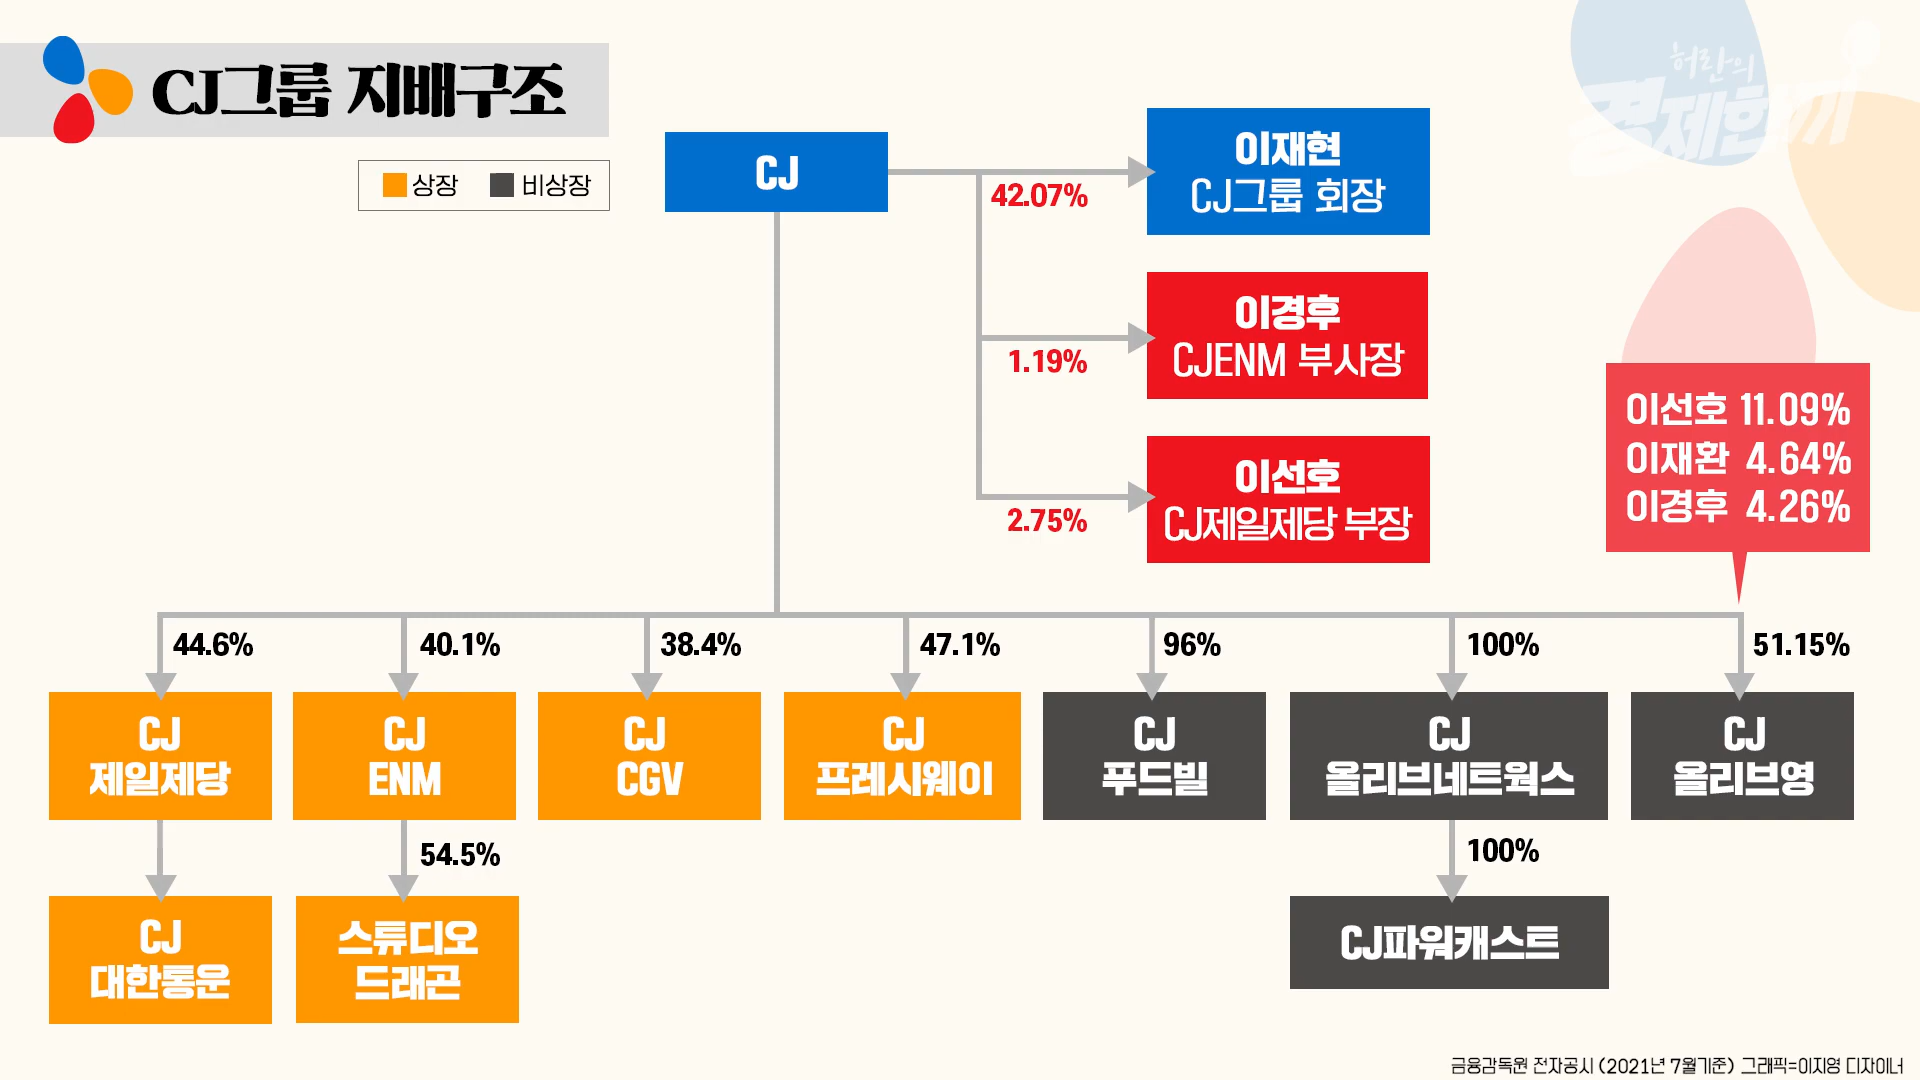 CJ그룹 지배구조
상장 비상장
허란의
경제한끼
CJ
42.07%
이재현
CJ그룹 회장
1.19%
이경후
CJENM 부사장
2.75%
이선호
CJ제일제당 부장
이선호 11.09%
이재환 4.64%
이경후 4.26%
44.6% 40.1% 38.4% 47.1% 96% 100% 51.15%
CJ
제일제당
CJ
ENM
CJ
CGV
CJ
프레시웨이
CJ
푸드빌
CJ
올리브네트웍스
CJ
올리브영
54.5%
100%
CJ
대한통운
스튜디오
드래곤
CJ파워캐스트
금융감독원 전자공시 (2021년 7월기준) 그래픽=이지영 디자이너